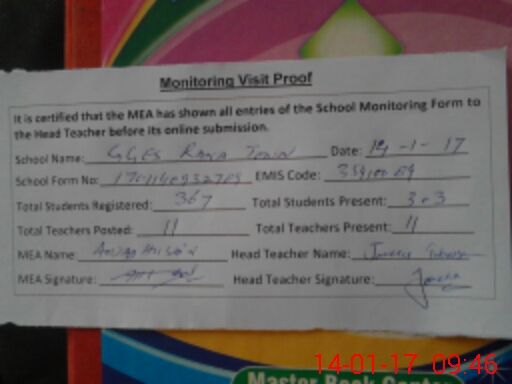 Monitoring Visit Proof
It is certified that the MEA has shown all entries of the School Monitoring Form to
the Head Teacher before its online submission.
School Name: GGES Rana Town Date: 14-1-17
School Form No: EMIS Code:
Total Students Registered: 367 Total Students Present: 303
Total Teachers Posted: 11 Total Teachers Present: 11
MEA Name: Head Teacher Name:
MEA Signature: Head Teacher Signature:
14-01-17 09:46
Master Book